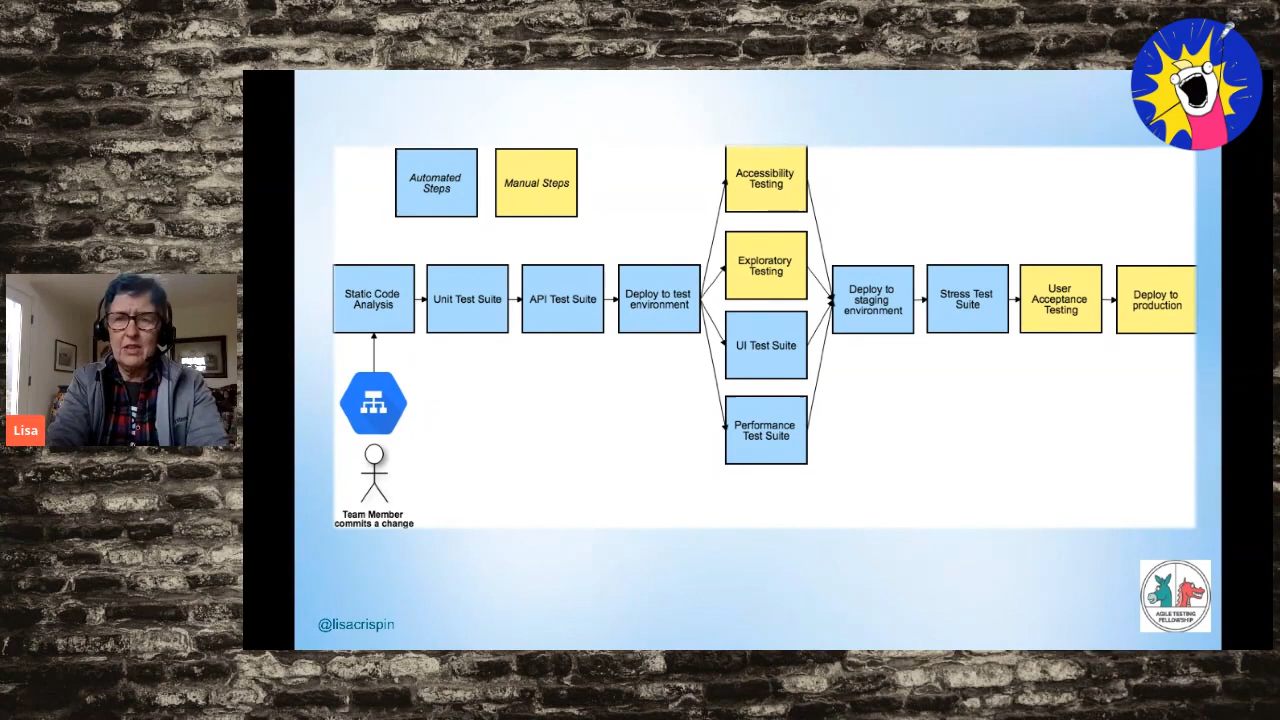 Automated
Steps
Manual Steps
Accessibility
Testing
Exploratory
Testing
Static Code
Analysis
Unit Test Suite
API Test Suite
Deploy to test
environment
UI Test Suite
Performance
Test Suite
Deploy to
staging
environment
Stress Test
Suite
User
Acceptance
Testing
Deploy to
production
Lisa
Team Member
commits a change
@lisacrispin
AGILE TESTING
FELLOWSHIP